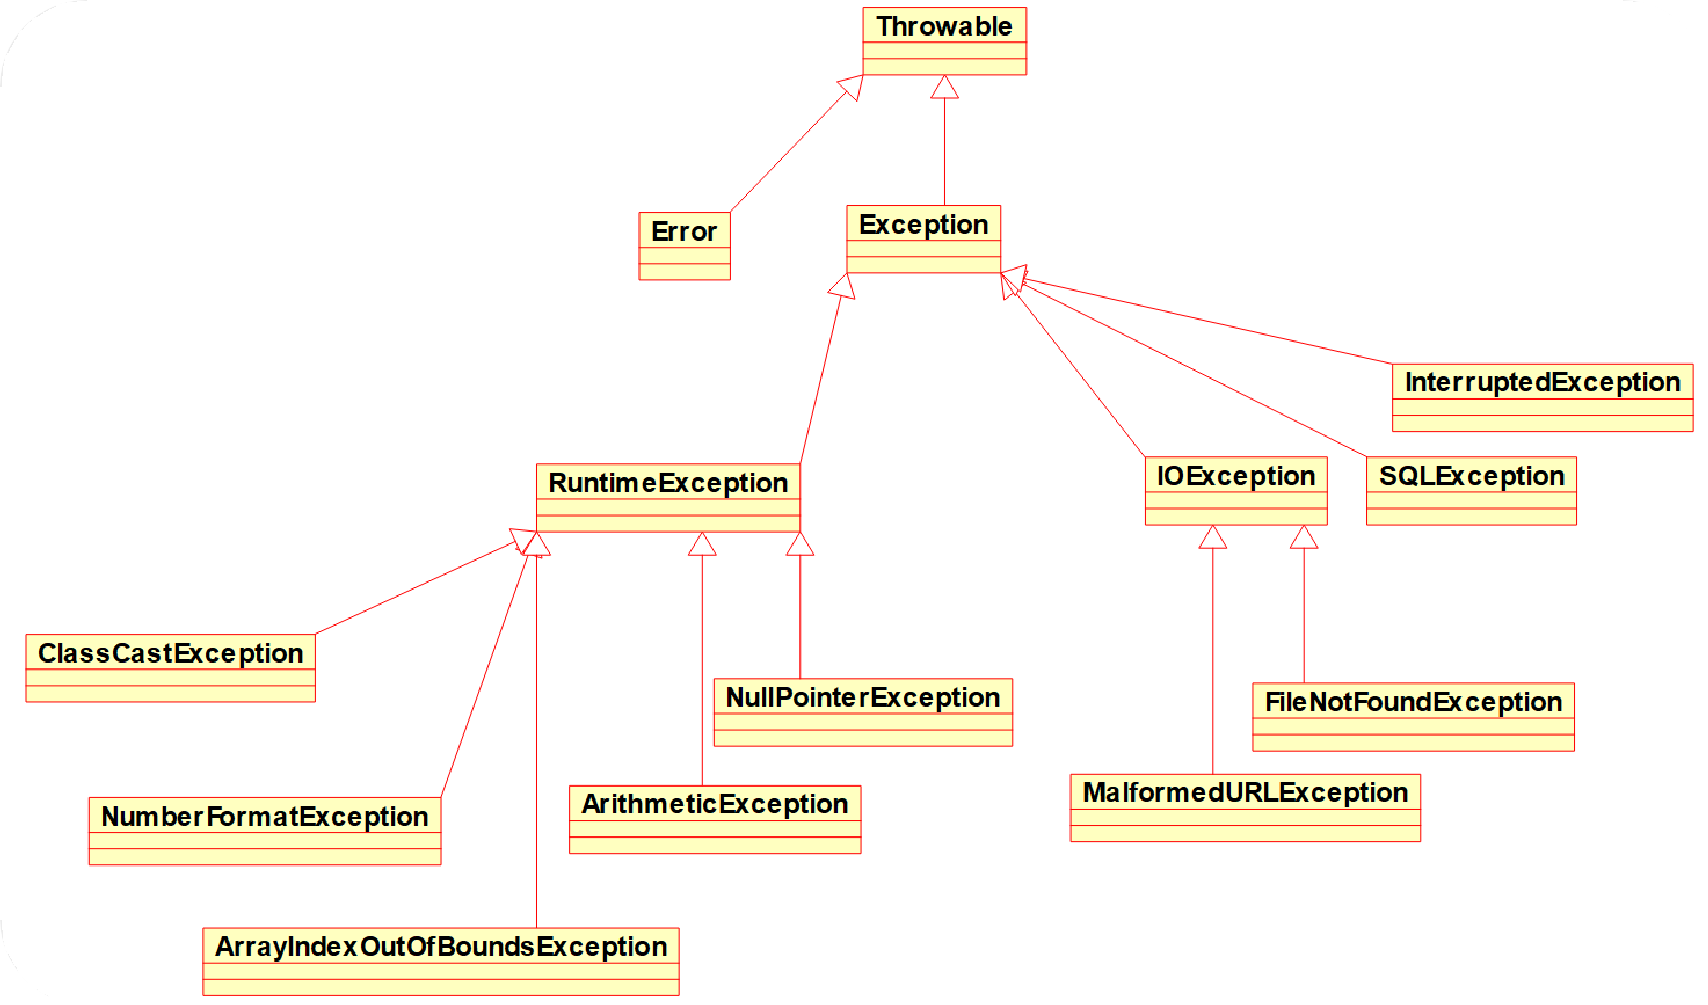 Throwable
Error
Exception
InterruptedException
RuntimeException
IOException
SQLException
ClassCastException
NullPointerException
FileNotFoundException
NumberFormatException
ArithmeticException
MalformedURLException
ArrayIndexOutOfBoundsException